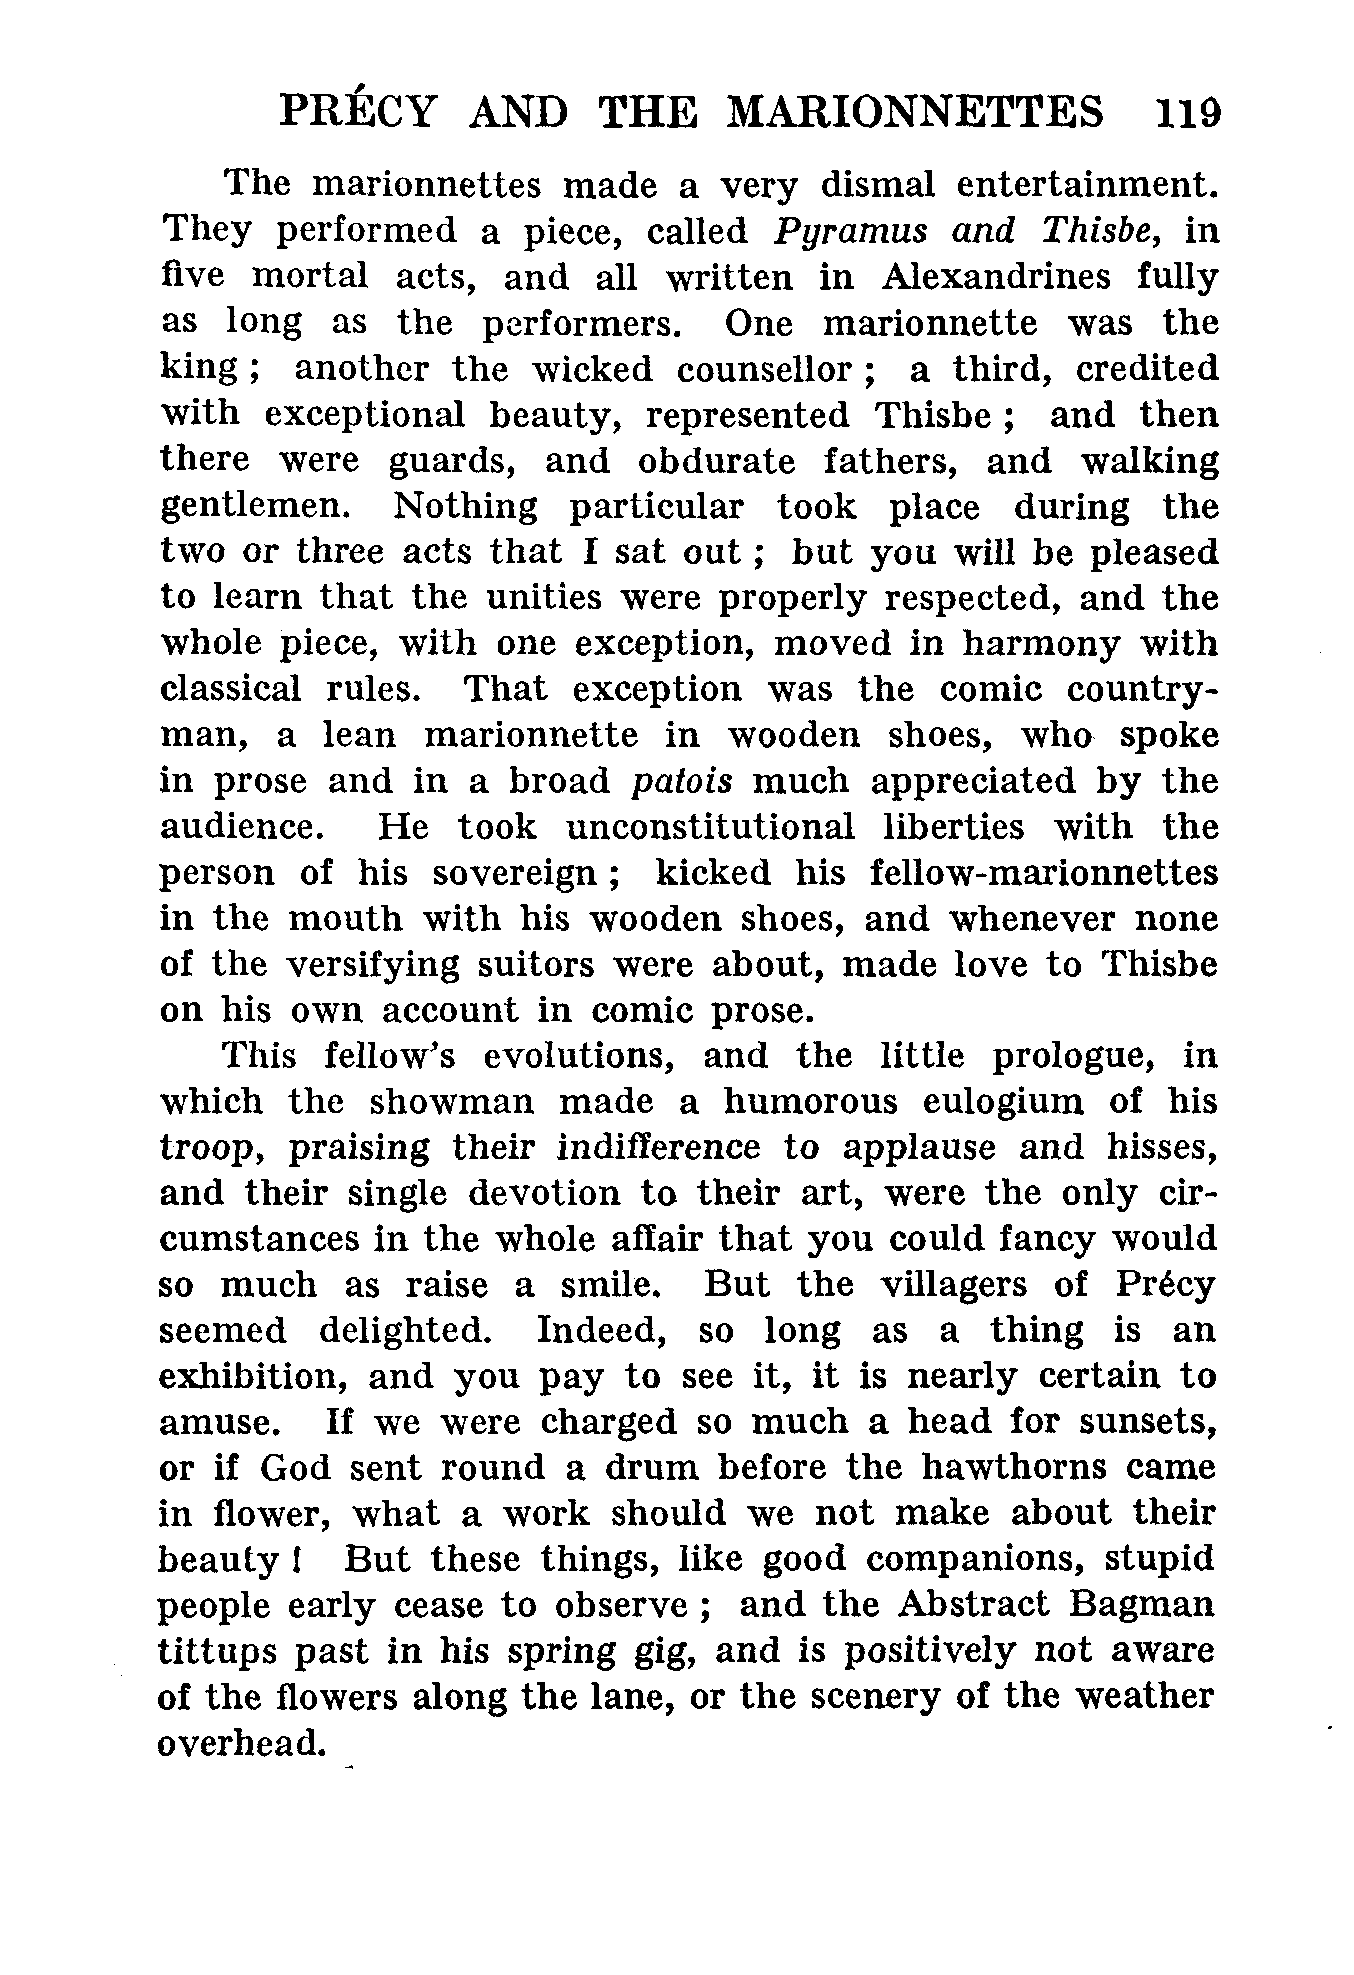 PRÉCY AND THE MARIONNETTES 119
The marionnettes made a very dismal entertainment.
They performed a piece, called Pyramus and Thisbe, in
five mortal acts, and all written in Alexandrines fully
as long as the performers. One marionnette was the
king ; another the wicked counsellor ; a third, credited
with exceptional beauty, represented Thisbe ; and then
there were guards, and obdurate fathers, and walking
gentlemen. Nothing particular took place during the
two or three acts that I sat out ; but you will be pleased
to learn that the unities were properly respected, and the
whole piece, with one exception, moved in harmony with
classical rules. That exception was the comic country-
man, a lean marionnette in wooden shoes, who spoke
in prose and in a broad patois much appreciated by the
audience. He took unconstitutional liberties with the
person of his sovereign ; kicked his fellow-marionnettes
in the mouth with his wooden shoes, and whenever none
of the versifying suitors were about, made love to Thisbe
on his own account in comic prose.
This fellow's evolutions, and the little prologue, in
which the showman made a humorous eulogium of his
troop, praising their indifference to applause and hisses,
and their single devotion to their art, were the only cir-
cumstances in the whole affair that you could fancy would
so much as raise a smile. But the villagers of Précy
seemed delighted. Indeed, so long as a thing is an
exhibition, and you pay to see it, it is nearly certain to
amuse. If we were charged so much a head for sunsets,
or if God sent round a drum before the hawthorns came
in flower, what a work should we not make about their
beauty ! But these things, like good companions, stupid
people early cease to observe ; and the Abstract Bagman
tittups past in his spring gig, and is positively not aware
of the flowers along the lane, or the scenery of the weather
overhead.